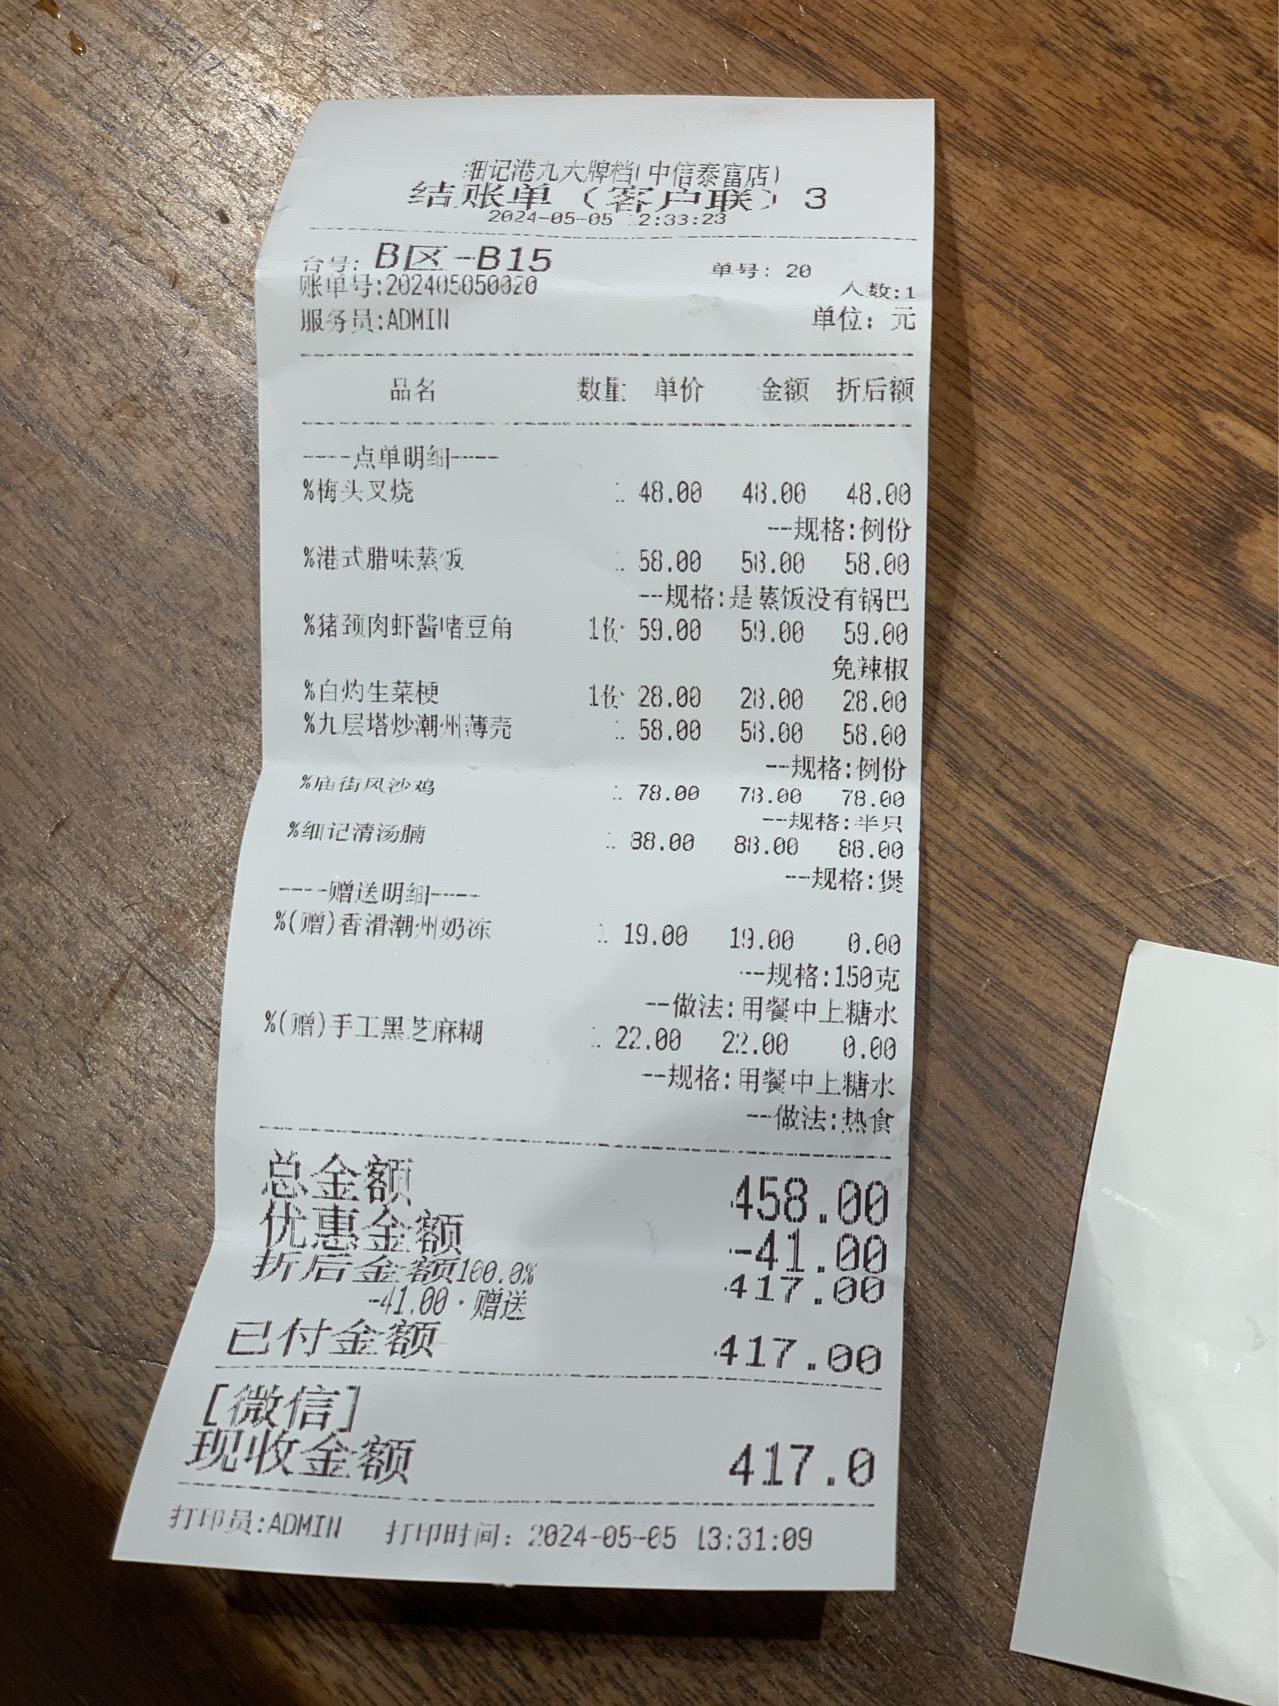 细记港九大牌档(中信泰富店)
结账单（客户联）3
2024-05-05 12:33:23
台号: B区-B15 单号: 20
账单号:202405050020 人数:1
服务员:ADMIN 单位: 元
品名 数量 单价 金额 折后额
----点单明细----
%梅头叉烧 48.00 48.00 48.00
--规格:例份
%港式腊味蒸饭 58.00 58.00 58.00
--规格:是蒸饭没有锅巴
%猪颈肉虾酱啫豆角 1份 59.00 59.00 59.00
免辣椒
%白灼生菜梗 1份 28.00 28.00 28.00
%九层塔炒潮州薄壳 58.00 58.00 58.00
--规格:例份
%庙街风沙鸡 78.00 78.00 78.00
--规格:半只
%细记清汤腩 88.00 88.00 88.00
--规格:煲
----赠送明细----
%(赠)香滑潮州奶冻 19.00 19.00 0.00
--规格:150克
--做法:用餐中上糖水
%(赠)手工黑芝麻糊 22.00 22.00 0.00
--规格:用餐中上糖水
--做法:热食
总金额 458.00
优惠金额 -41.00
折后金额100.0% 417.00
-41.00·赠送
已付金额 417.00
[微信]
现收金额 417.0
打印员:ADMIN 打印时间: 2024-05-05 13:31:09